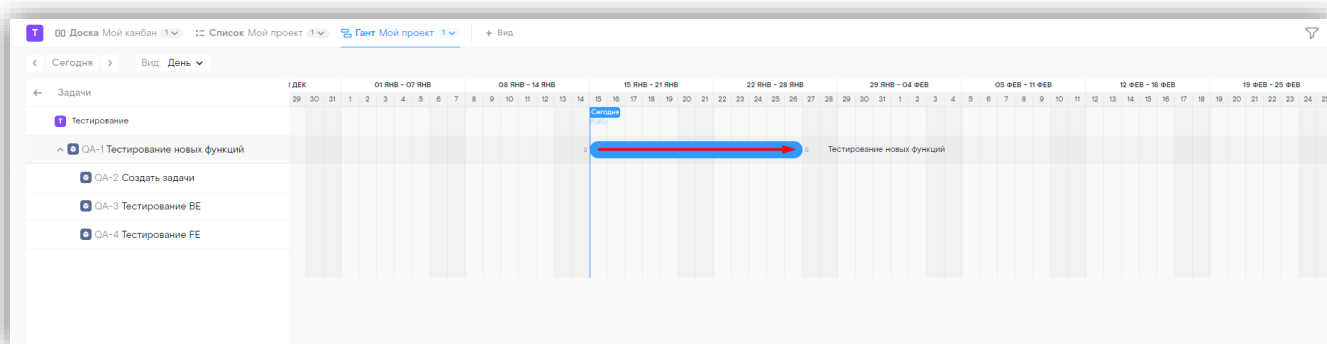 T 00 Доска Мой канбан 1 Список Мой проект 1 Гант Мой проект 1 + Вид
< Сегодня > Вид: День
← Задачи
ДЕК 01 ЯНВ - 07 ЯНВ 08 ЯНВ - 14 ЯНВ 15 ЯНВ - 21 ЯНВ 22 ЯНВ - 28 ЯНВ 29 ЯНВ - 04 ФЕВ 05 ФЕВ - 11 ФЕВ 12 ФЕВ - 18 ФЕВ 19 ФЕВ - 25 ФЕВ
29 30 31 1 2 3 4 5 6 7 8 9 10 11 12 13 14 15 16 17 18 19 20 21 22 23 24 25 26 27 28 29 30 31 1 2 3 4 5 6 7 8 9 10 11 12 13 14 15 16 17 18 19 20 21 22 23 24
Сегодня
T Тестирование
QA-1 Тестирование новых функций Тестирование новых функций
QA-2 Создать задачи
QA-3 Тестирование BE
QA-4 Тестирование FE